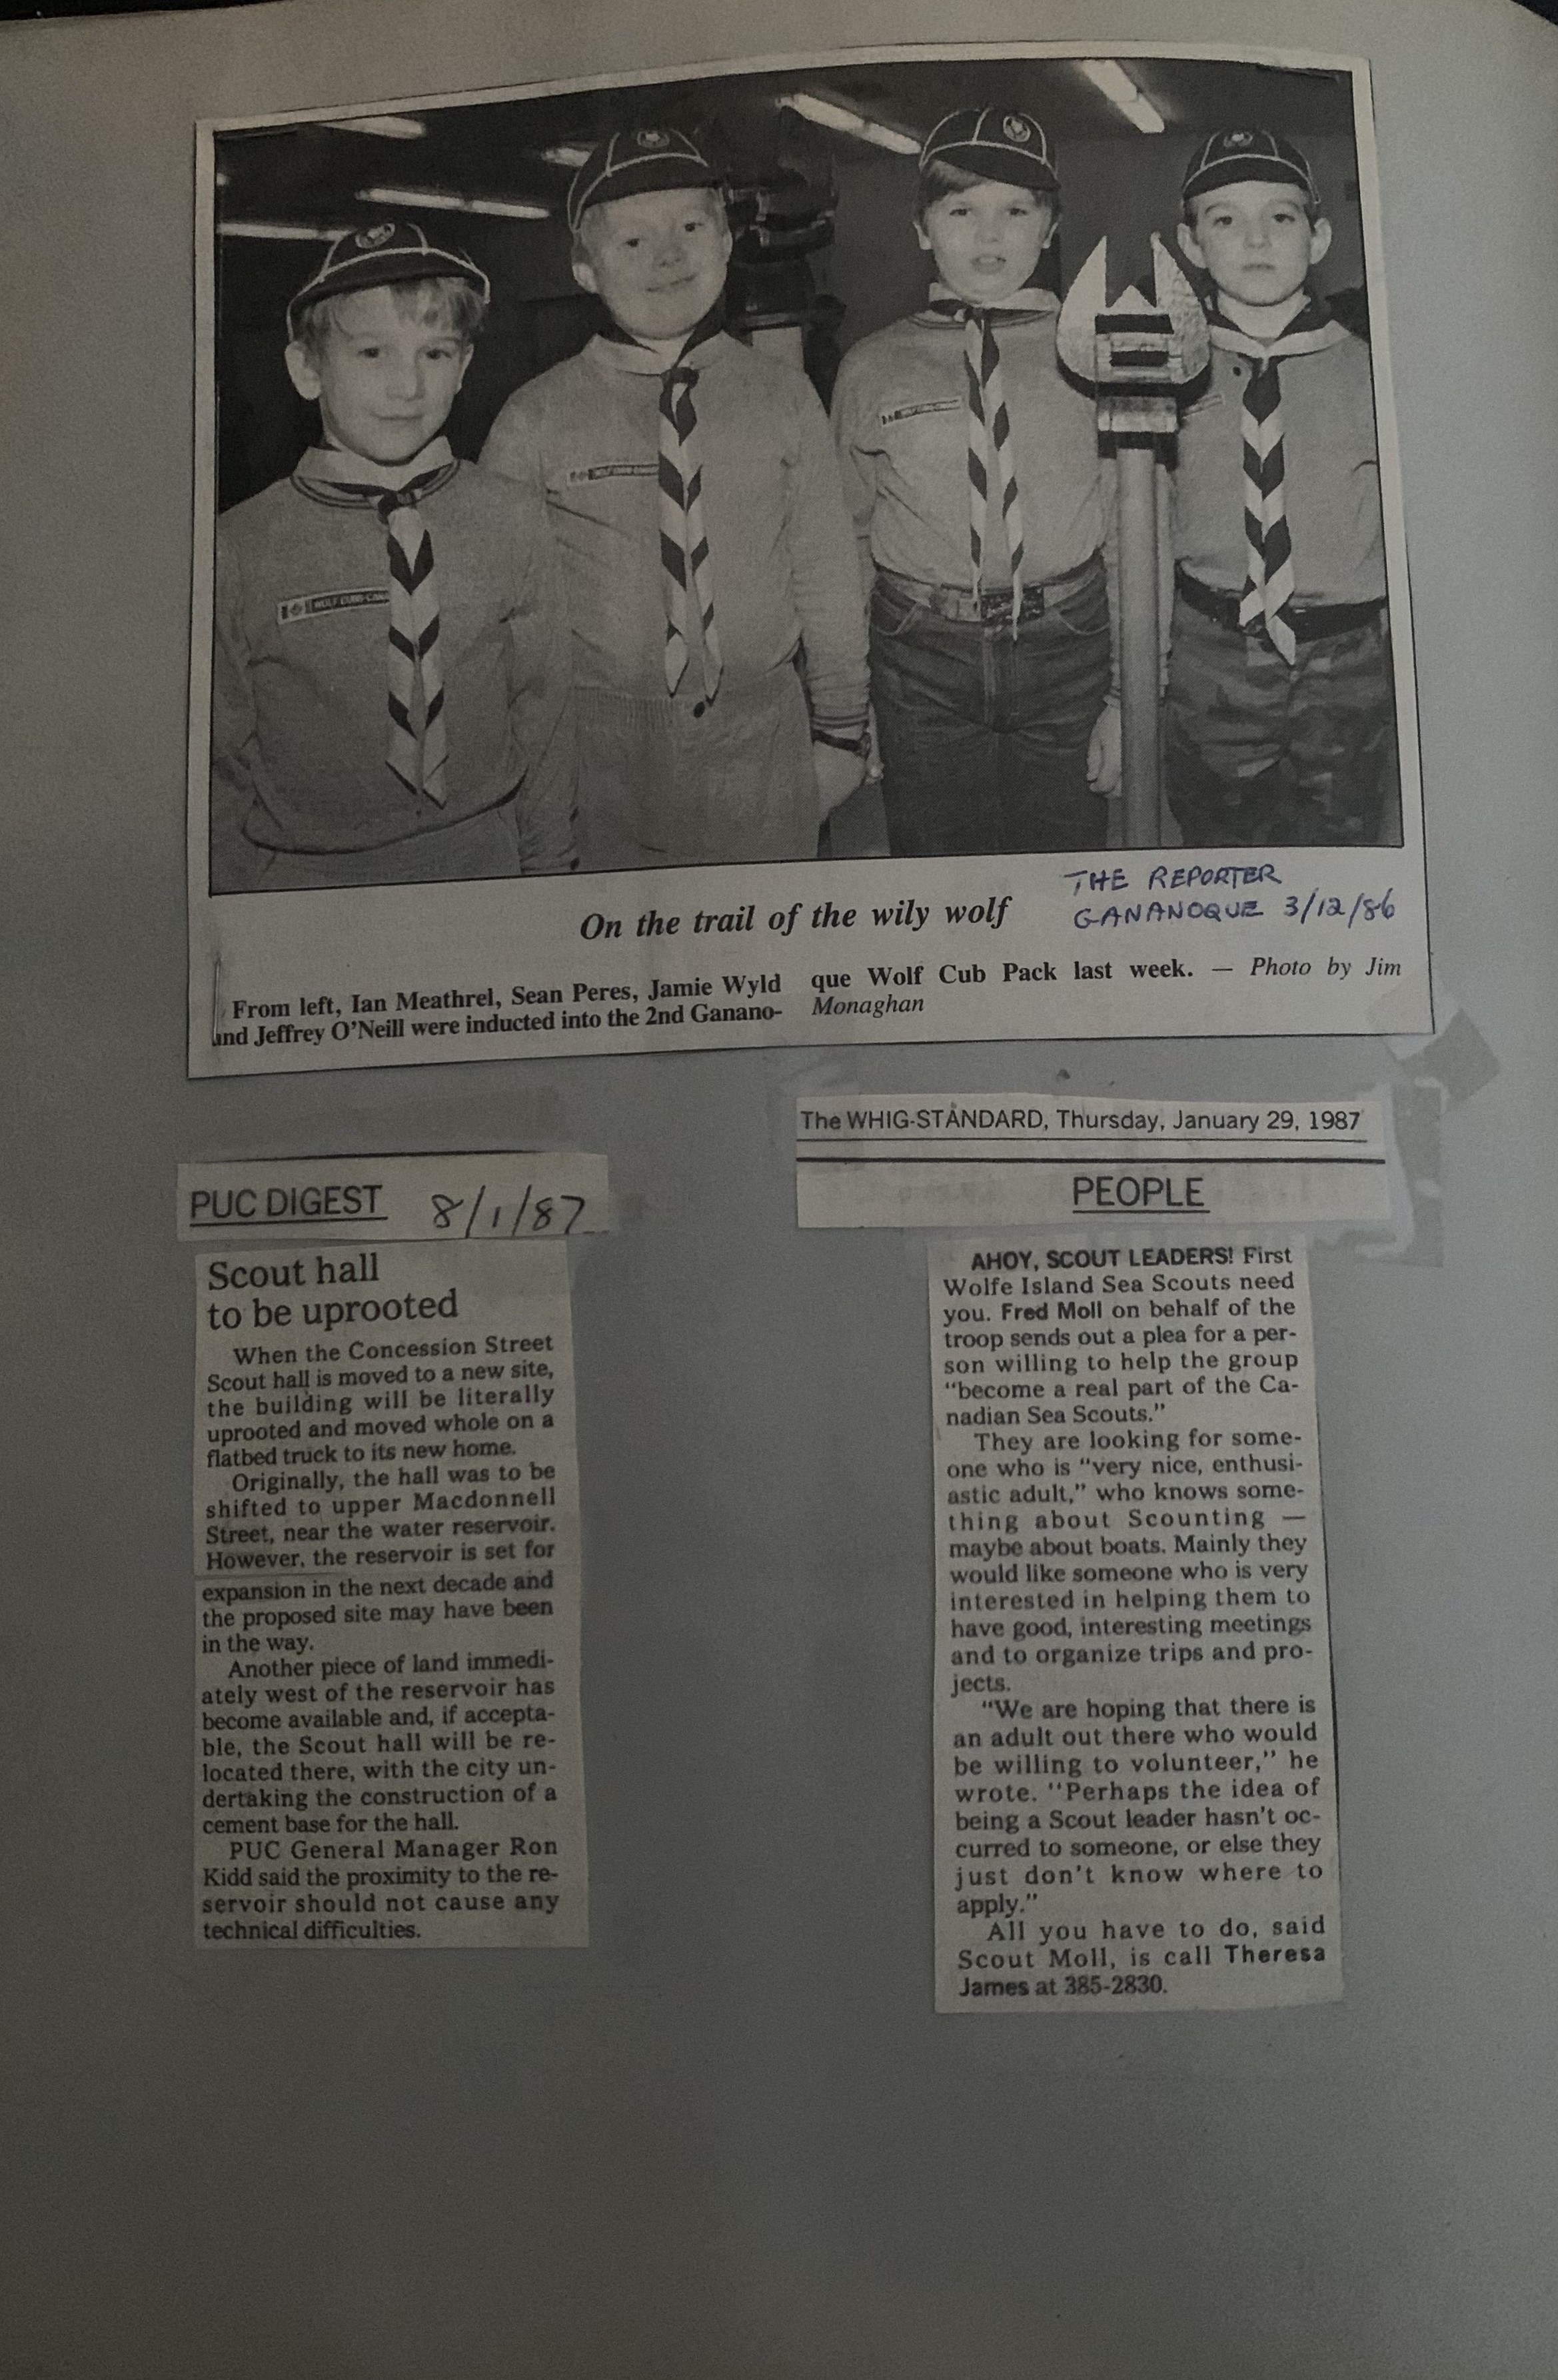 WOLF CUBS-CANA
On the trail of the wily wolf
THE REPORTER
GANANOQUE 3/12/86
From left, Ian Meathrel, Sean Peres, Jamie Wyld
and Jeffrey O'Neill were inducted into the 2nd Ganano-
que Wolf Cub Pack last week. — Photo by Jim
Monaghan
PUC DIGEST 8/1/87
Scout hall
to be uprooted
When the Concession Street
Scout hall is moved to a new site,
the building will be literally
uprooted and moved whole on a
flatbed truck to its new home.
Originally, the hall was to be
shifted to upper Macdonnell
Street, near the water reservoir.
However, the reservoir is set for
expansion in the next decade and
the proposed site may have been
in the way.
Another piece of land immedi-
ately west of the reservoir has
become available and, if accepta-
ble, the Scout hall will be re-
located there, with the city un-
dertaking the construction of a
cement base for the hall.
PUC General Manager Ron
Kidd said the proximity to the re-
servoir should not cause any
technical difficulties.
The WHIG-STANDARD, Thursday, January 29, 1987
PEOPLE
AHOY, SCOUT LEADERS! First
Wolfe Island Sea Scouts need
you. Fred Moll on behalf of the
troop sends out a plea for a per-
son willing to help the group
"become a real part of the Ca-
nadian Sea Scouts."
They are looking for some-
one who is "very nice, enthusi-
astic adult," who knows some-
thing about Scounting —
maybe about boats. Mainly they
would like someone who is very
interested in helping them to
have good, interesting meetings
and to organize trips and pro-
jects.
"We are hoping that there is
an adult out there who would
be willing to volunteer," he
wrote. "Perhaps the idea of
being a Scout leader hasn't oc-
curred to someone, or else they
just don't know where to
apply."
All you have to do, said
Scout Moll, is call Theresa
James at 385-2830.